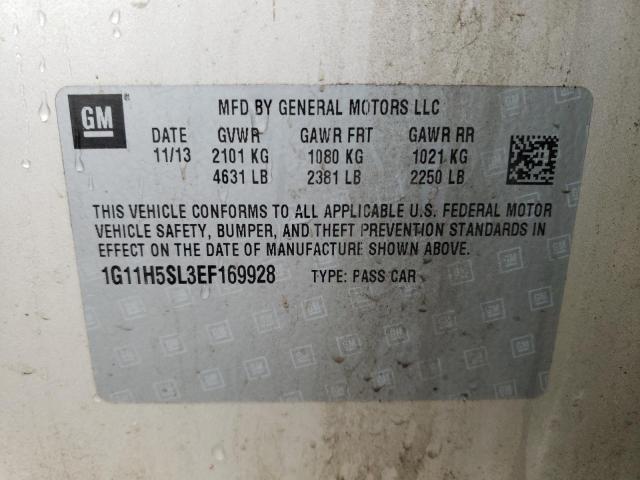 GM
MFD BY GENERAL MOTORS LLC
DATE GVWR GAWR FRT GAWR RR
11/13 2101 KG 1080 KG 1021 KG
4631 LB 2381 LB 2250 LB
THIS VEHICLE CONFORMS TO ALL APPLICABLE U.S. FEDERAL MOTOR
VEHICLE SAFETY, BUMPER, AND THEFT PREVENTION STANDARDS IN
EFFECT ON THE DATE OF MANUFACTURE SHOWN ABOVE.
1G11H5SL3EF169928 TYPE: PASS CAR